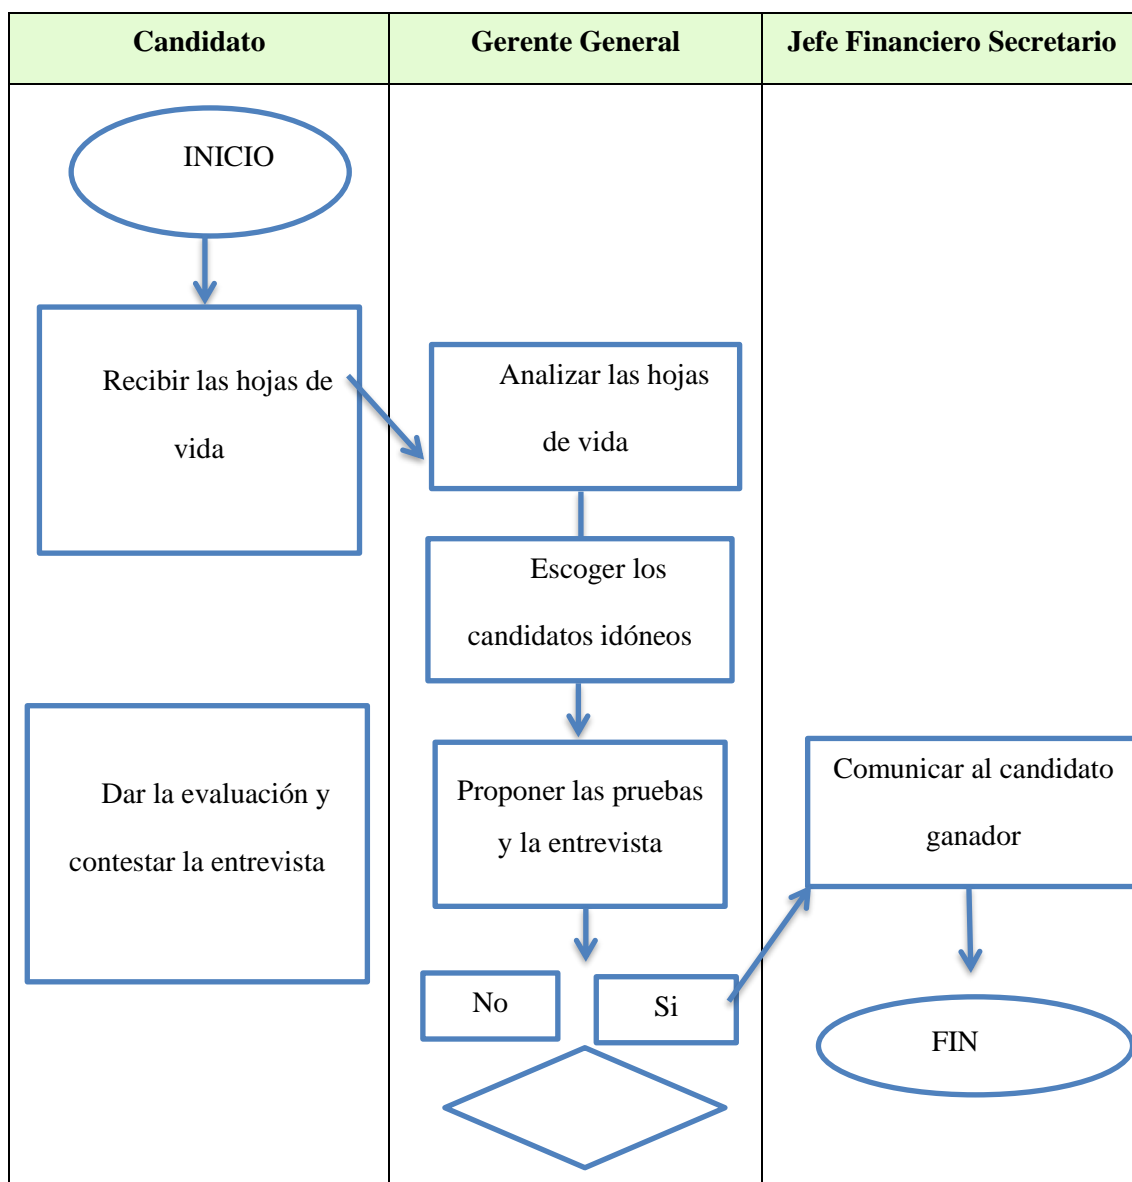 Candidato
Gerente General
Jefe Financiero Secretario
INICIO
Recibir las hojas de
vida
Analizar las hojas
de vida
Escoger los
candidatos idóneos
Dar la evaluación y
contestar la entrevista
Proponer las pruebas
y la entrevista
Comunicar al candidato
ganador
No
Si
FIN